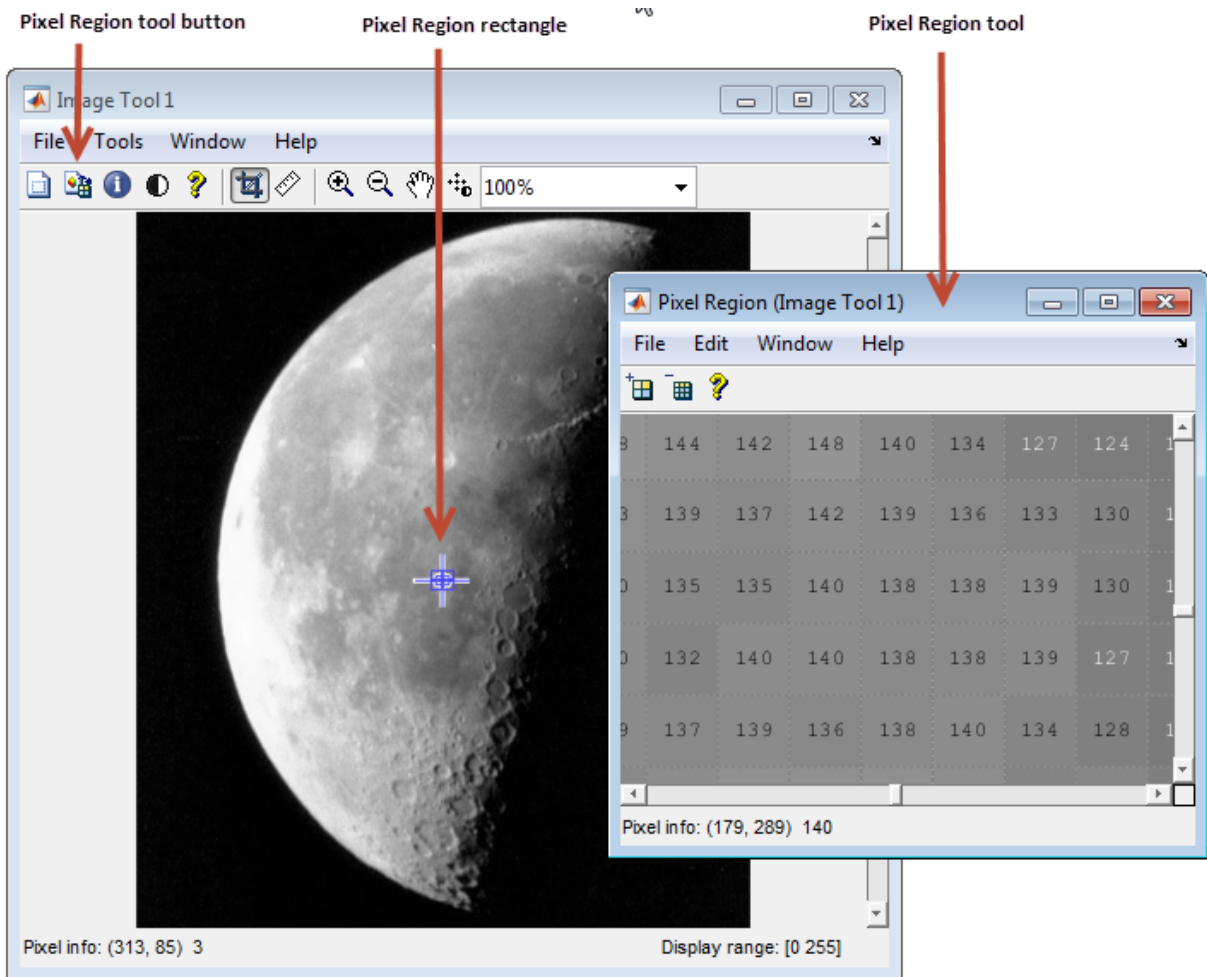 Pixel Region tool button
Pixel Region rectangle
Pixel Region tool
Image Tool 1
File Tools Window Help
100%
Pixel Region (Image Tool 1)
File Edit Window Help
144 142 148 140 134 127 124
139 137 142 139 136 133 130
135 135 140 138 138 139 130
132 140 140 138 138 139 127
137 139 136 138 140 134 128
Pixel info: (179, 289) 140
Pixel info: (313, 85) 3
Display range: [0 255]